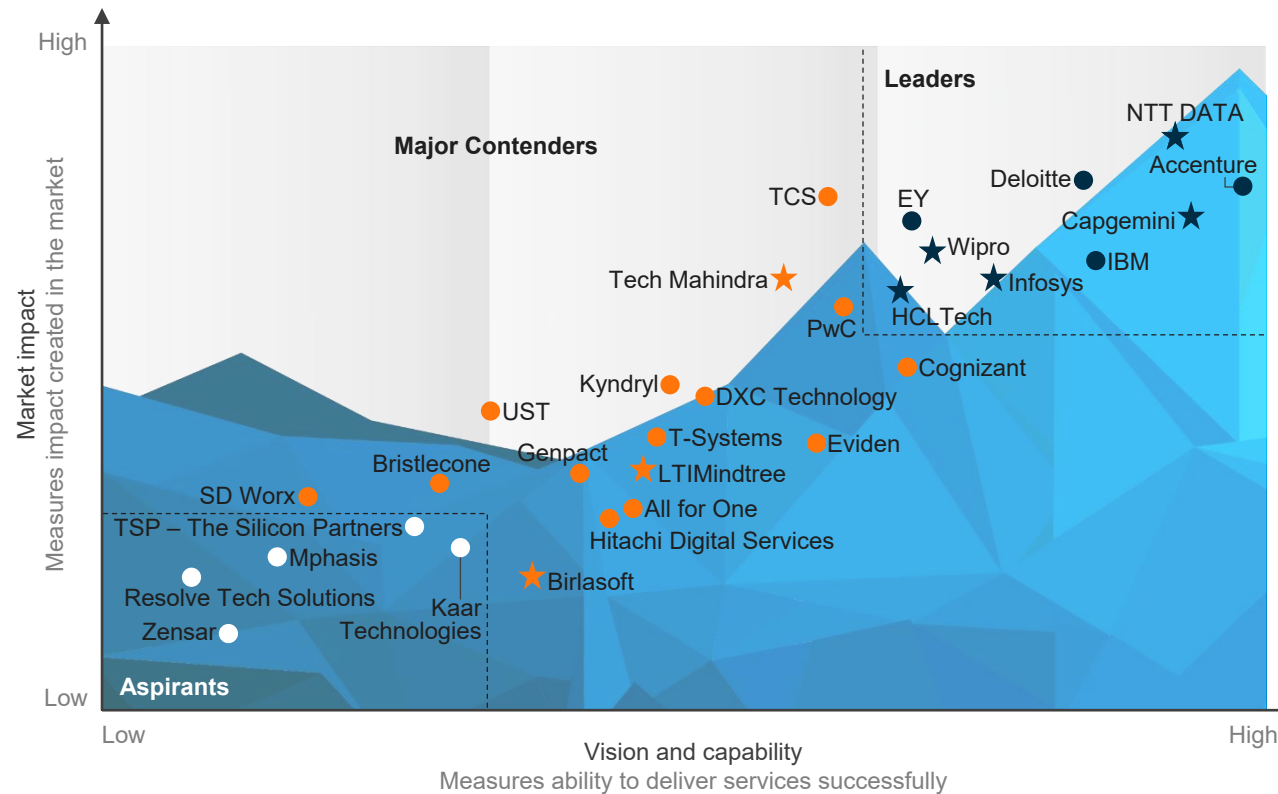 High
Leaders
NTT DATA
Major Contenders
Accenture
Deloitte
TCS
EY
Capgemini
Wipro
IBM
Tech Mahindra
Infosys
HCLTech
PwC
Cognizant
Kyndryl
DXC Technology
UST
T-Systems
Eviden
Genpact
Bristlecone
LTIMindtree
SD Worx
All for One
TSP – The Silicon Partners
Hitachi Digital Services
Mphasis
Birlasoft
Resolve Tech Solutions
Kaar
Technologies
Zensar
Aspirants
Low
Market impact
Measures impact created in the market
Low
High
Vision and capability
Measures ability to deliver services successfully